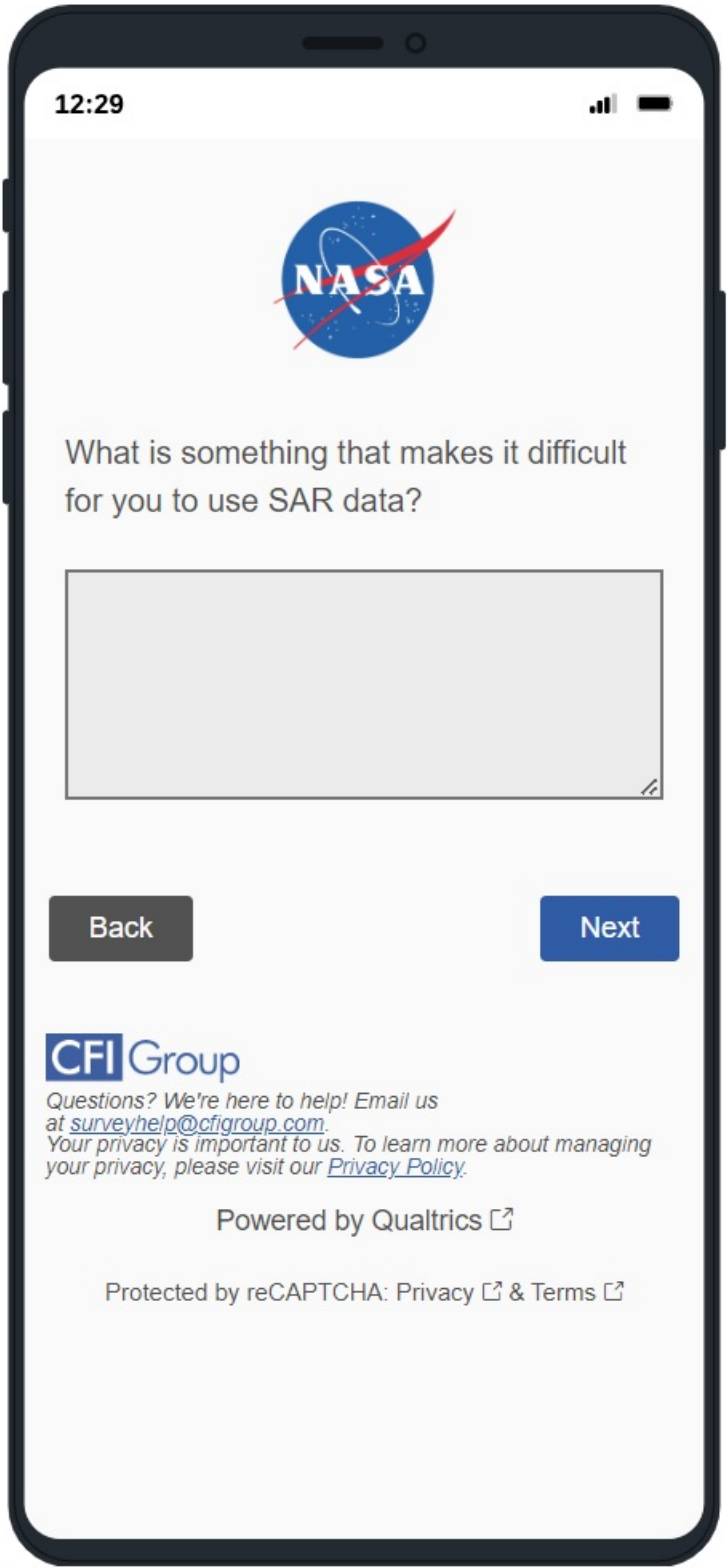 12:29
NASA
What is something that makes it difficult
for you to use SAR data?
Back
Next
CFI Group
Questions? We're here to help! Email us
at surveyhelp@cfigroup.com.
Your privacy is important to us. To learn more about managing
your privacy, please visit our Privacy Policy.
Powered by Qualtrics
Protected by reCAPTCHA: Privacy & Terms